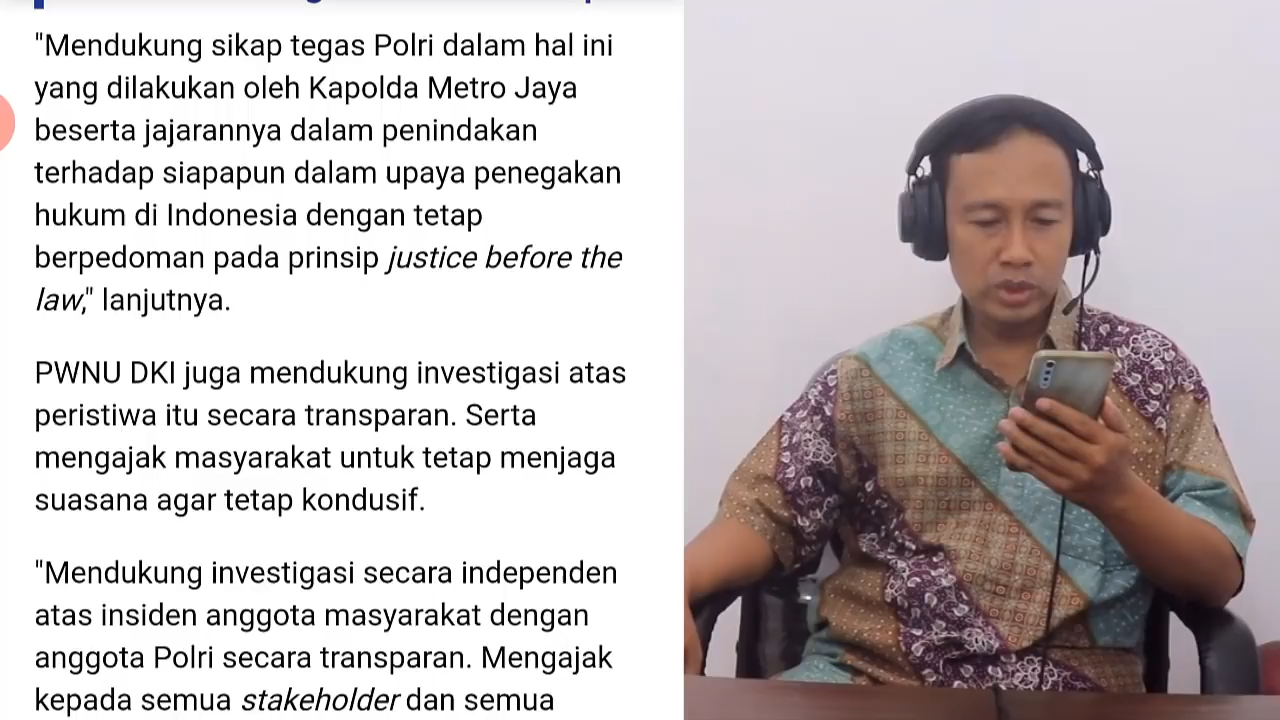 "Mendukung sikap tegas Polri dalam hal ini
yang dilakukan oleh Kapolda Metro Jaya
beserta jajarannya dalam penindakan
terhadap siapapun dalam upaya penegakan
hukum di Indonesia dengan tetap
berpedoman pada prinsip justice before the
law," lanjutnya.
PWNU DKI juga mendukung investigasi atas
peristiwa itu secara transparan. Serta
mengajak masyarakat untuk tetap menjaga
suasana agar tetap kondusif.
"Mendukung investigasi secara independen
atas insiden anggota masyarakat dengan
anggota Polri secara transparan. Mengajak
kepada semua stakeholder dan semua